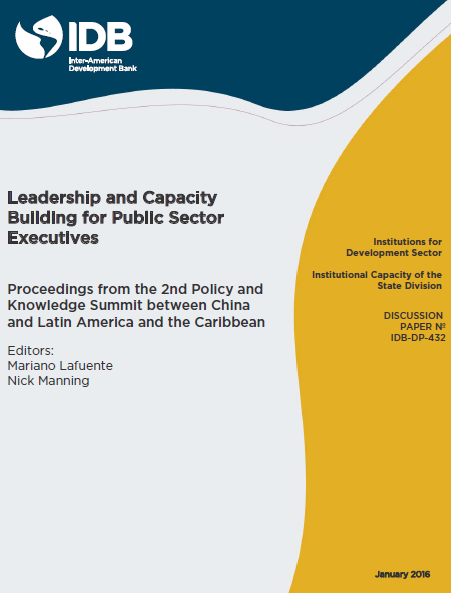 IDB
Inter-American
Development Bank
Leadership and Capacity
Building for Public Sector
Executives
Proceedings from the 2nd Policy and
Knowledge Summit between China
and Latin America and the Caribbean
Editors:
Mariano Lafuente
Nick Manning
Institutions for
Development Sector
Institutional Capacity of the
State Division
DISCUSSION
PAPER Nº
IDB-DP-432
January 2016